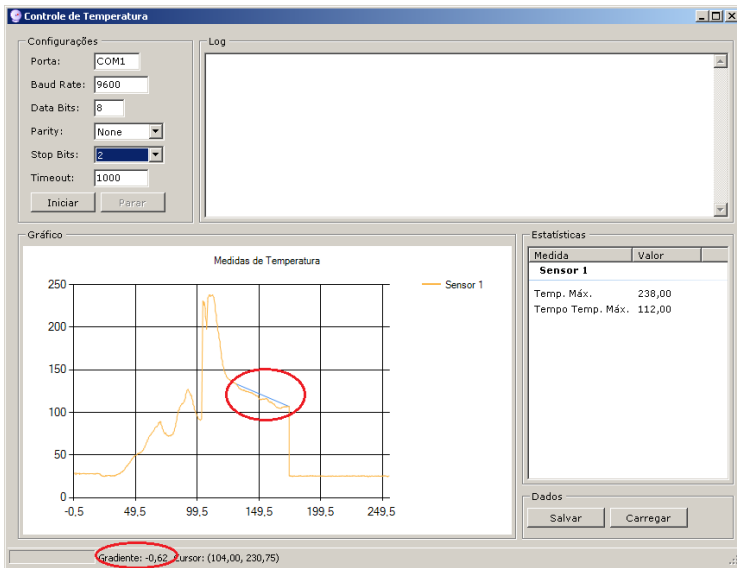 Controle de Temperatura
Configurações
Porta: COM1
Baud Rate: 9600
Data Bits: 8
Parity: None
Stop Bits: 2
Timeout: 1000
Iniciar Parar
Log
Gráfico
Medidas de Temperatura
Sensor 1
250
200
150
100
50
0
-0,5 49,5 99,5 149,5 199,5 249,5
Estatísticas
Medida Valor
Sensor 1
Temp. Máx. 238,00
Tempo Temp. Máx. 112,00
Dados
Salvar Carregar
Gradiente: -0,62 Cursor: (104,00, 230,75)